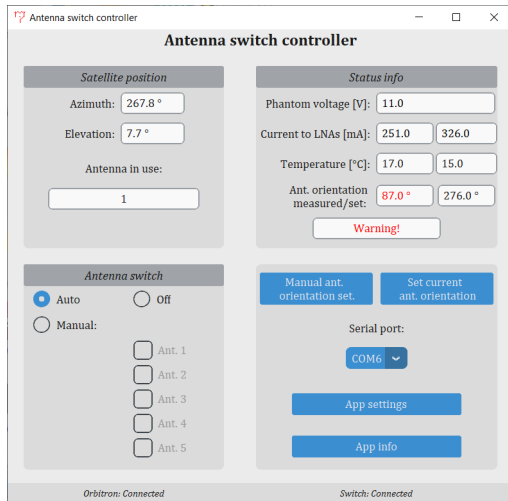 Antenna switch controller
Antenna switch controller
Satellite position
Azimuth: 267.8 °
Elevation: 7.7 °
Antenna in use:
1
Status info
Phantom voltage [V]: 11.0
Current to LNAs [mA]: 251.0 326.0
Temperature [°C]: 17.0 15.0
Ant. orientation
measured/set: 87.0 ° 276.0 °
Warning!
Antenna switch
Auto Off
Manual:
Ant. 1
Ant. 2
Ant. 3
Ant. 4
Ant. 5
Manual ant.
orientation set.
Set current
ant. orientation
Serial port:
COM6
App settings
App info
Orbitron: Connected
Switch: Connected